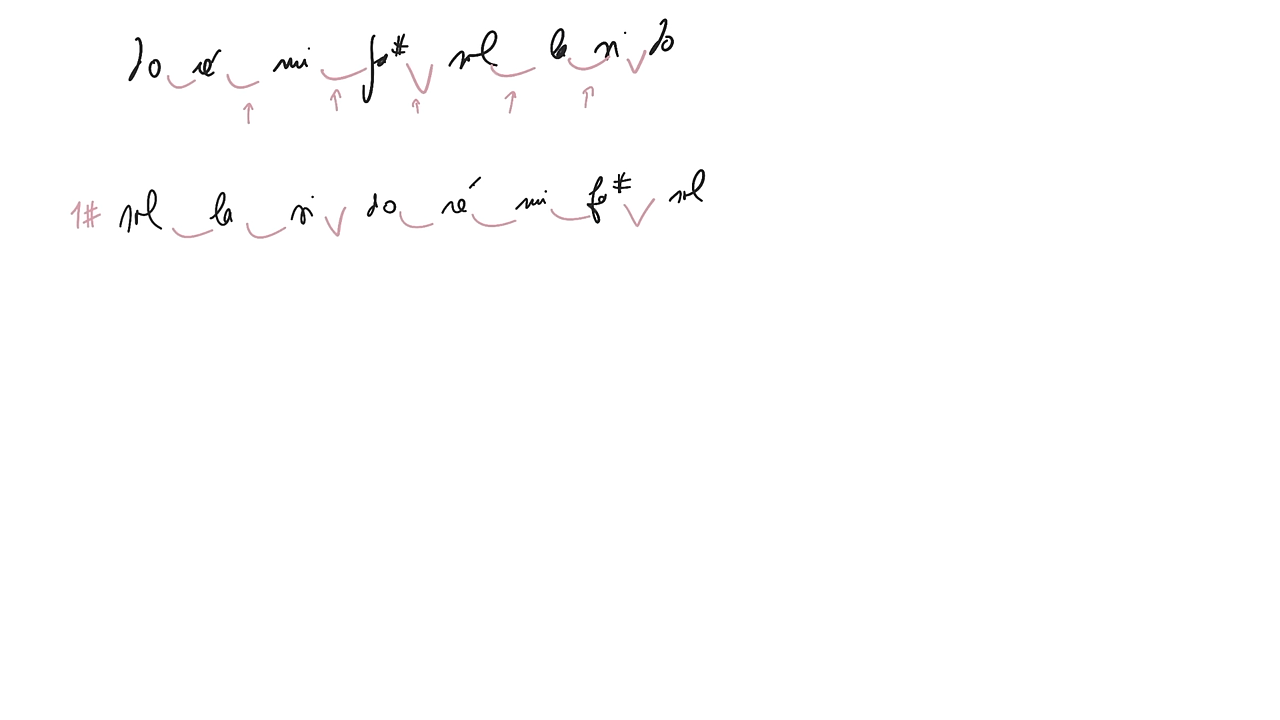 do ré mi fa# sol la si do
1# sol la si do ré mi fa# sol